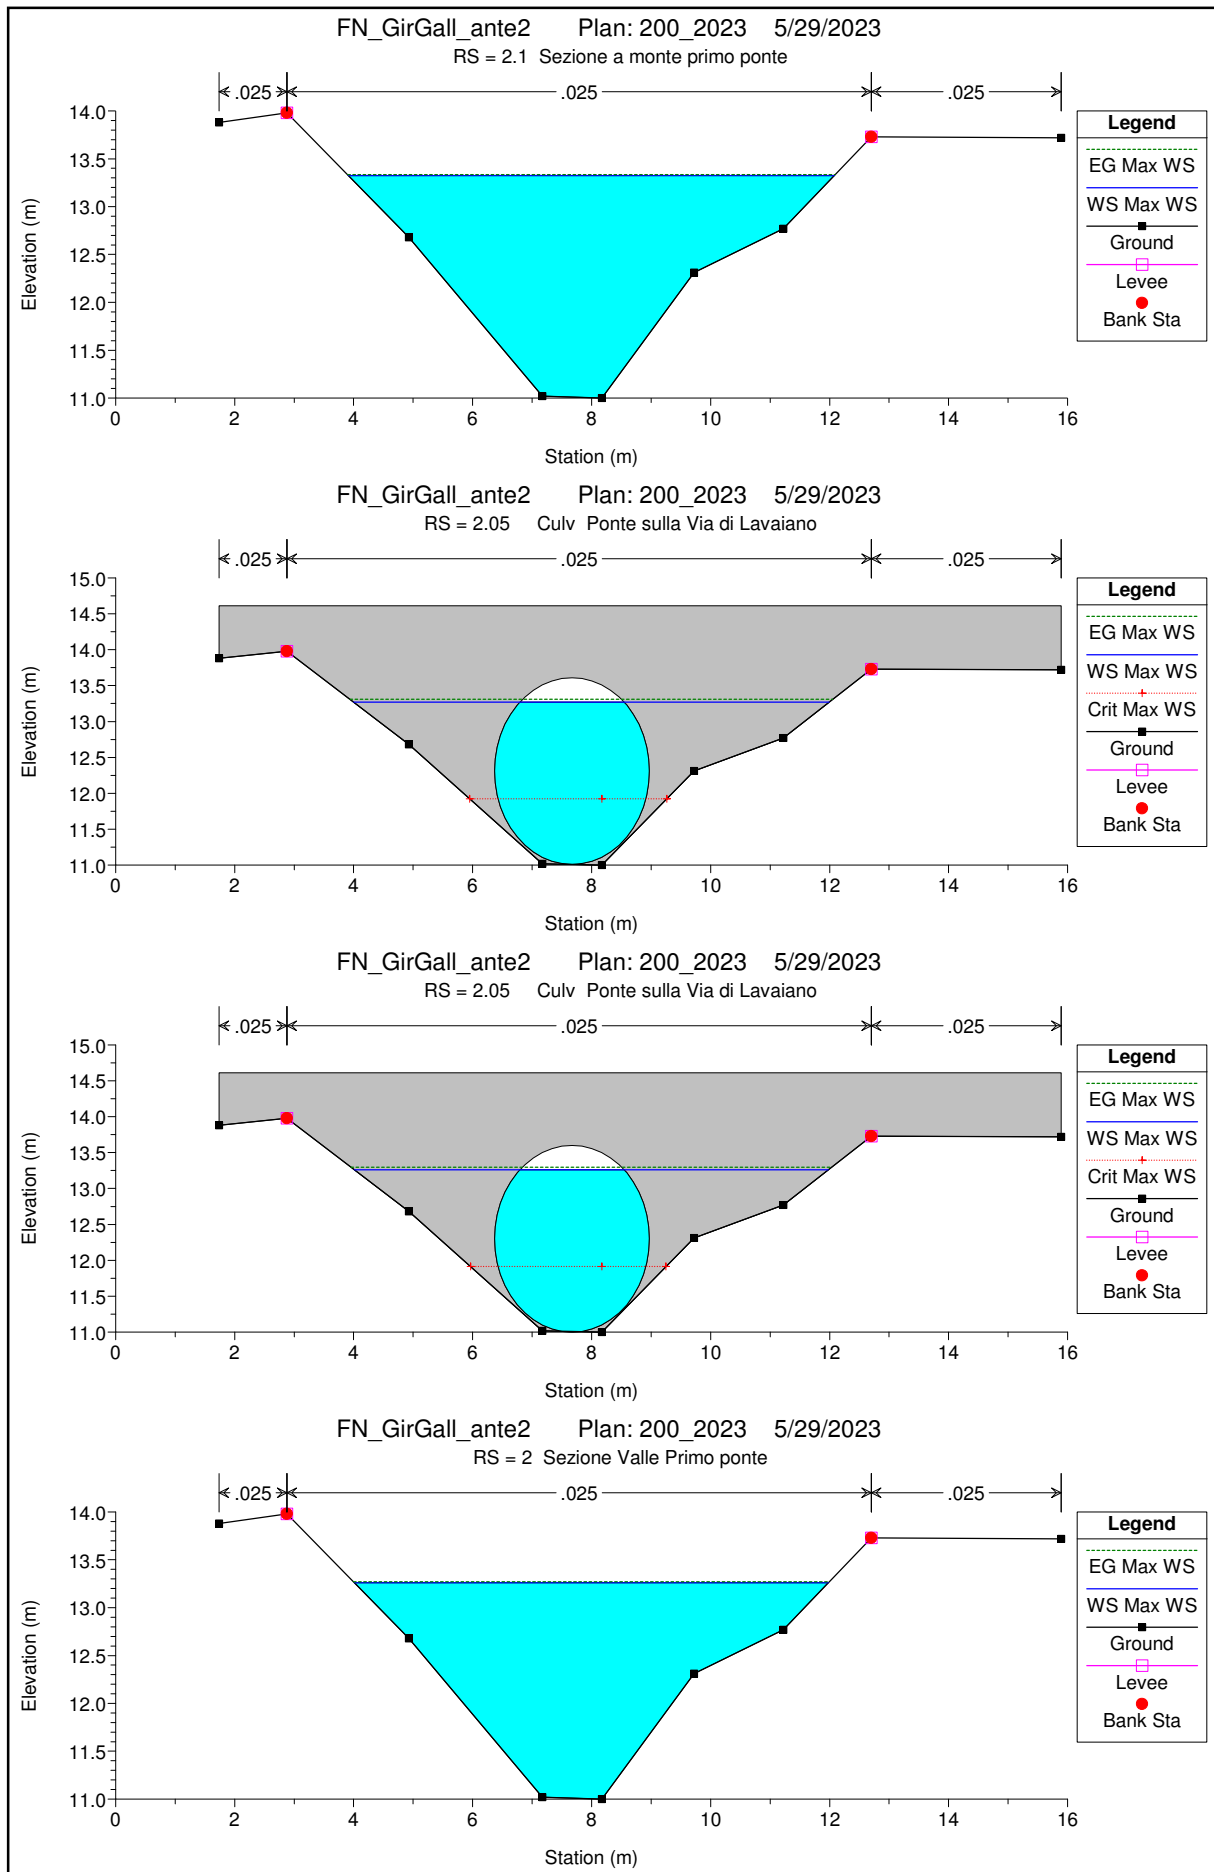 FN_GirGall_ante2 Plan: 200_2023 5/29/2023
RS = 2.1 Sezione a monte primo ponte
.025 .025 .025
14.0
13.5
13.0
12.5
12.0
11.5
11.0
Elevation (m)
0 2 4 6 8 10 12 14 16
Station (m)
Legend
EG Max WS
WS Max WS
Ground
Levee
Bank Sta
FN_GirGall_ante2 Plan: 200_2023 5/29/2023
RS = 2.05 Culv Ponte sulla Via di Lavaiano
.025 .025 .025
15.0
14.5
14.0
13.5
13.0
12.5
12.0
11.5
11.0
Elevation (m)
0 2 4 6 8 10 12 14 16
Station (m)
Legend
EG Max WS
WS Max WS
Crit Max WS
Ground
Levee
Bank Sta
FN_GirGall_ante2 Plan: 200_2023 5/29/2023
RS = 2.05 Culv Ponte sulla Via di Lavaiano
.025 .025 .025
15.0
14.5
14.0
13.5
13.0
12.5
12.0
11.5
11.0
Elevation (m)
0 2 4 6 8 10 12 14 16
Station (m)
Legend
EG Max WS
WS Max WS
Crit Max WS
Ground
Levee
Bank Sta
FN_GirGall_ante2 Plan: 200_2023 5/29/2023
RS = 2 Sezione Valle Primo ponte
.025 .025 .025
14.0
13.5
13.0
12.5
12.0
11.5
11.0
Elevation (m)
0 2 4 6 8 10 12 14 16
Station (m)
Legend
EG Max WS
WS Max WS
Ground
Levee
Bank Sta